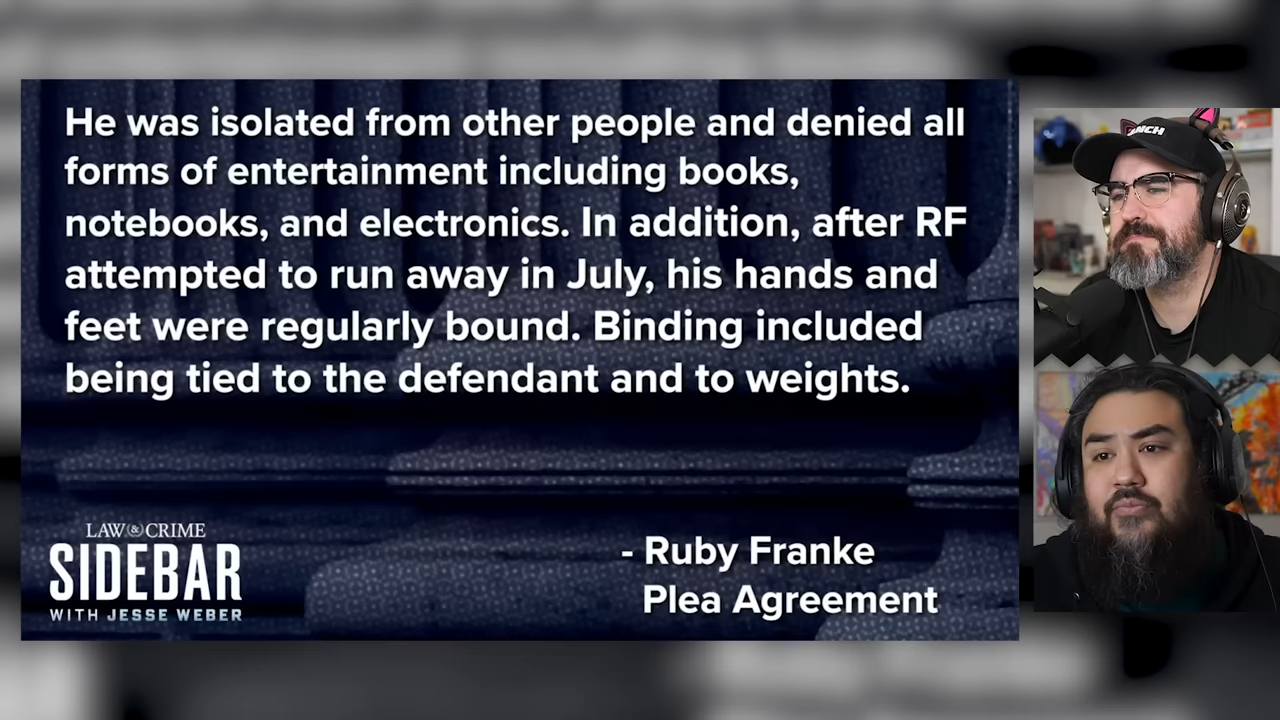 He was isolated from other people and denied all
forms of entertainment including books,
notebooks, and electronics. In addition, after RF
attempted to run away in July, his hands and
feet were regularly bound. Binding included
being tied to the defendant and to weights.
- Ruby Franke
Plea Agreement
LAW & CRIME
SIDEBAR
WITH JESSE WEBER